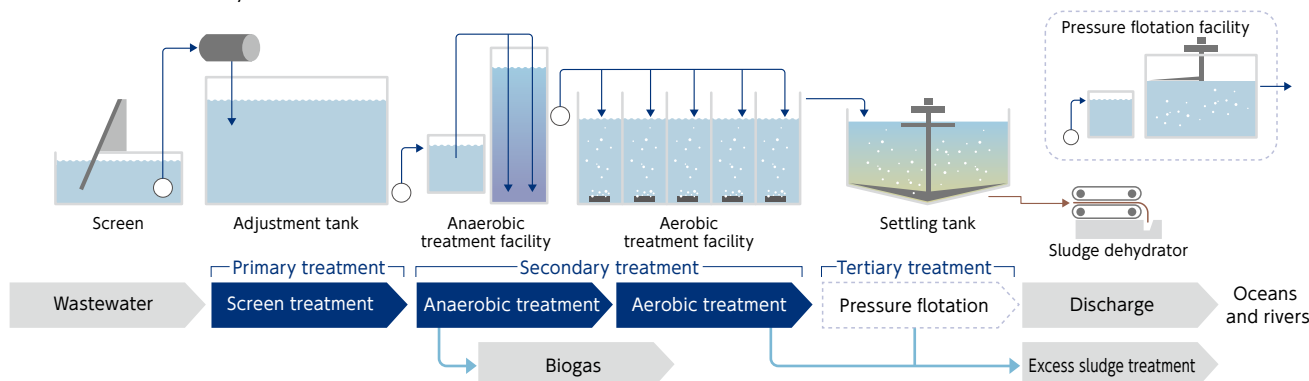 Pressure flotation facility
Screen
Adjustment tank
Anaerobic
treatment facility
Aerobic
treatment facility
Settling tank
Sludge dehydrator
Primary treatment
Secondary treatment
Tertiary treatment
Wastewater
Screen treatment
Anaerobic treatment
Aerobic treatment
Pressure flotation
Discharge
Oceans
and rivers
Biogas
Excess sludge treatment